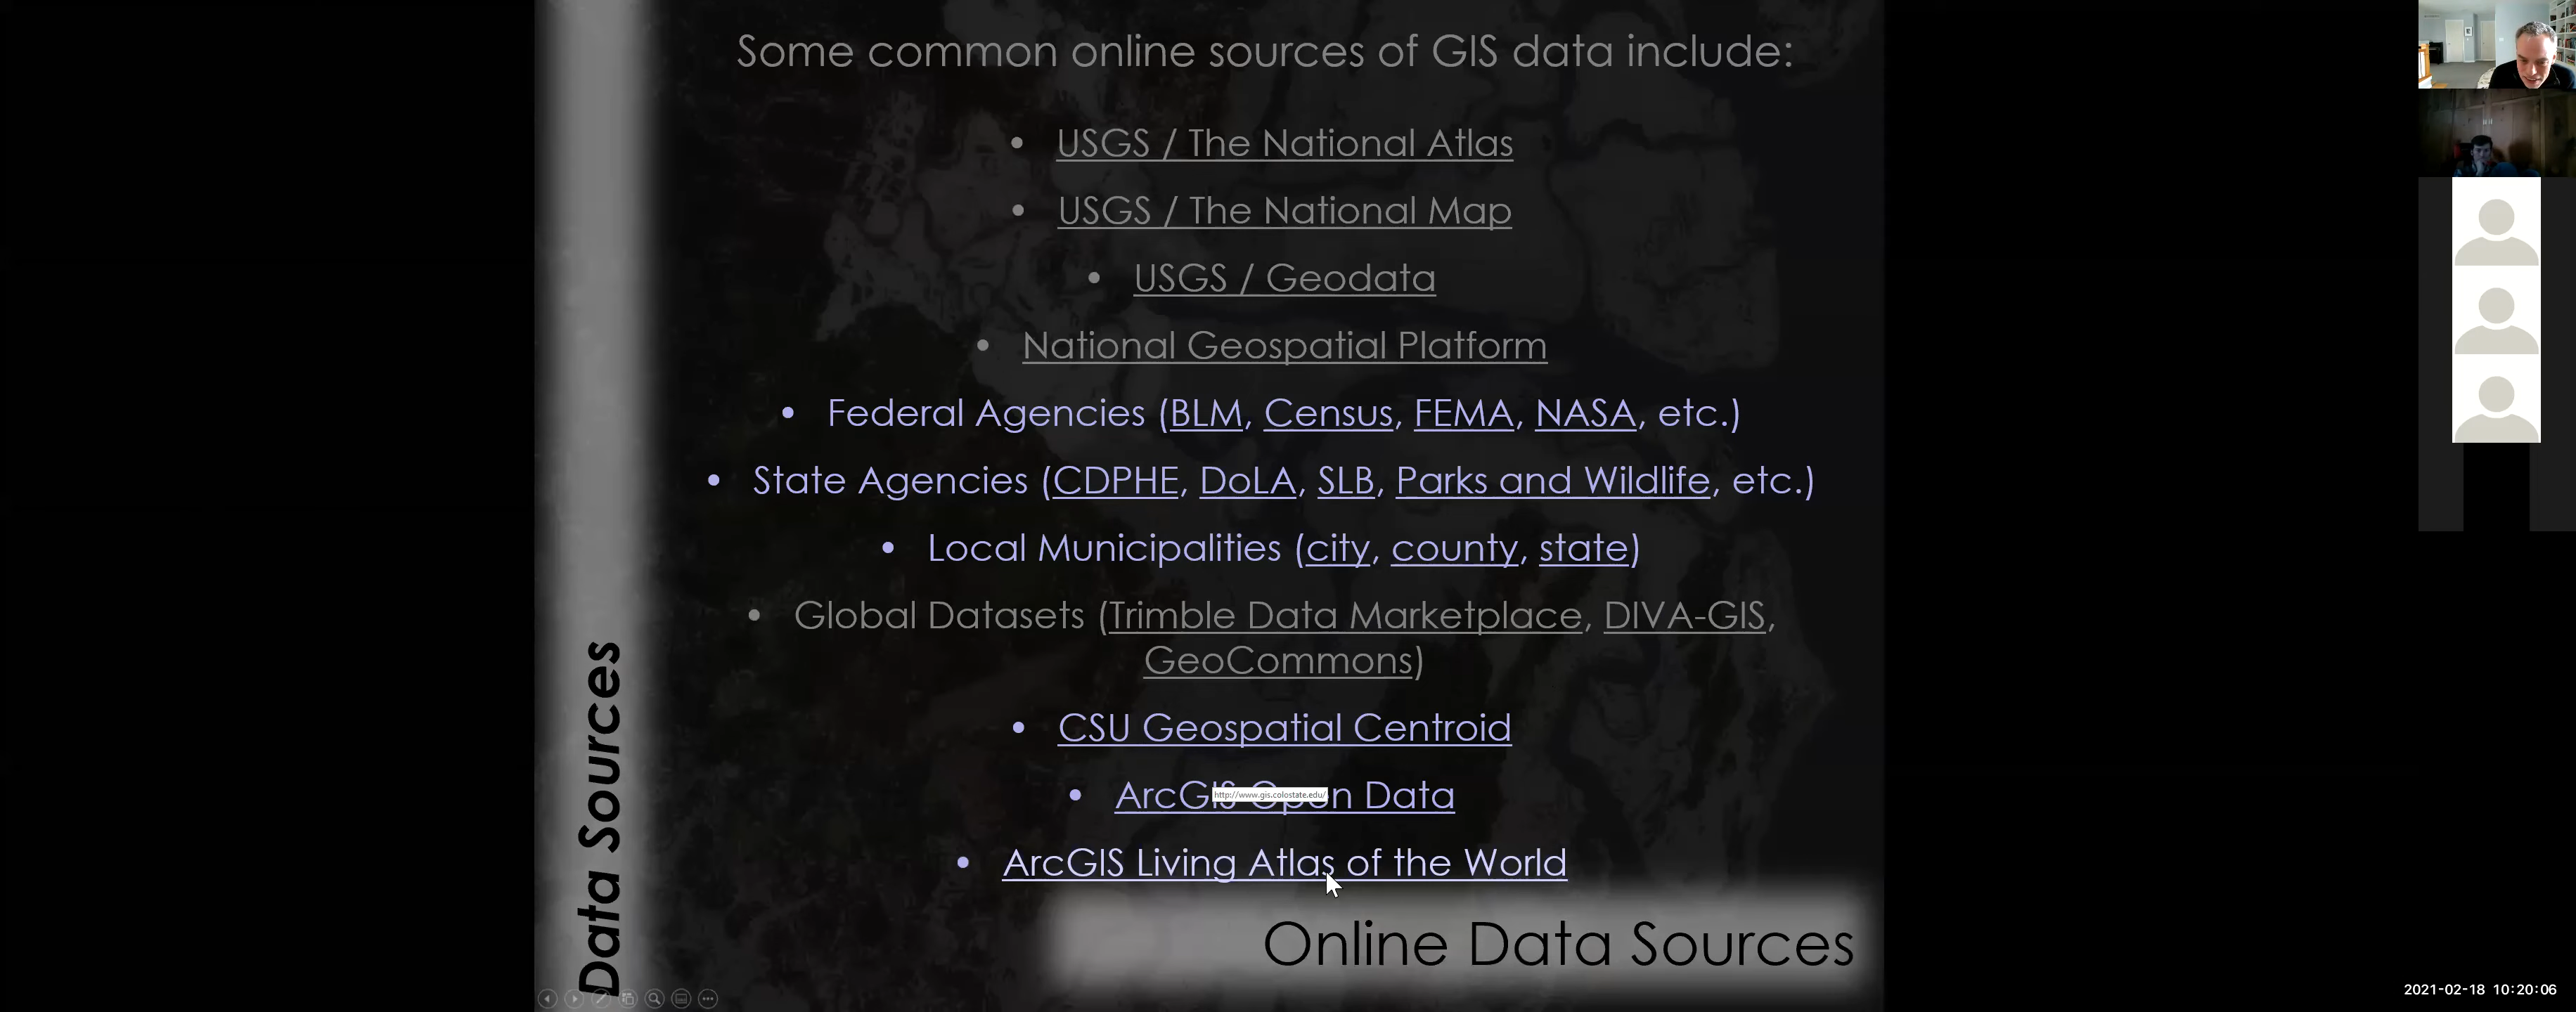 Some common online sources of GIS data include:
• USGS / The National Atlas
• USGS / The National Map
• USGS / Geodata
• National Geospatial Platform
• Federal Agencies (BLM, Census, FEMA, NASA, etc.)
• State Agencies (CDPHE, DoLA, SLB, Parks and Wildlife, etc.)
• Local Municipalities (city, county, state)
• Global Datasets (Trimble Data Marketplace, DIVA-GIS,
GeoCommons)
• CSU Geospatial Centroid
• ArcGIS Open Data
http://www.gis.colostate.edu/
• ArcGIS Living Atlas of the World
Data Sources
Online Data Sources
2021-02-18 10:20:06